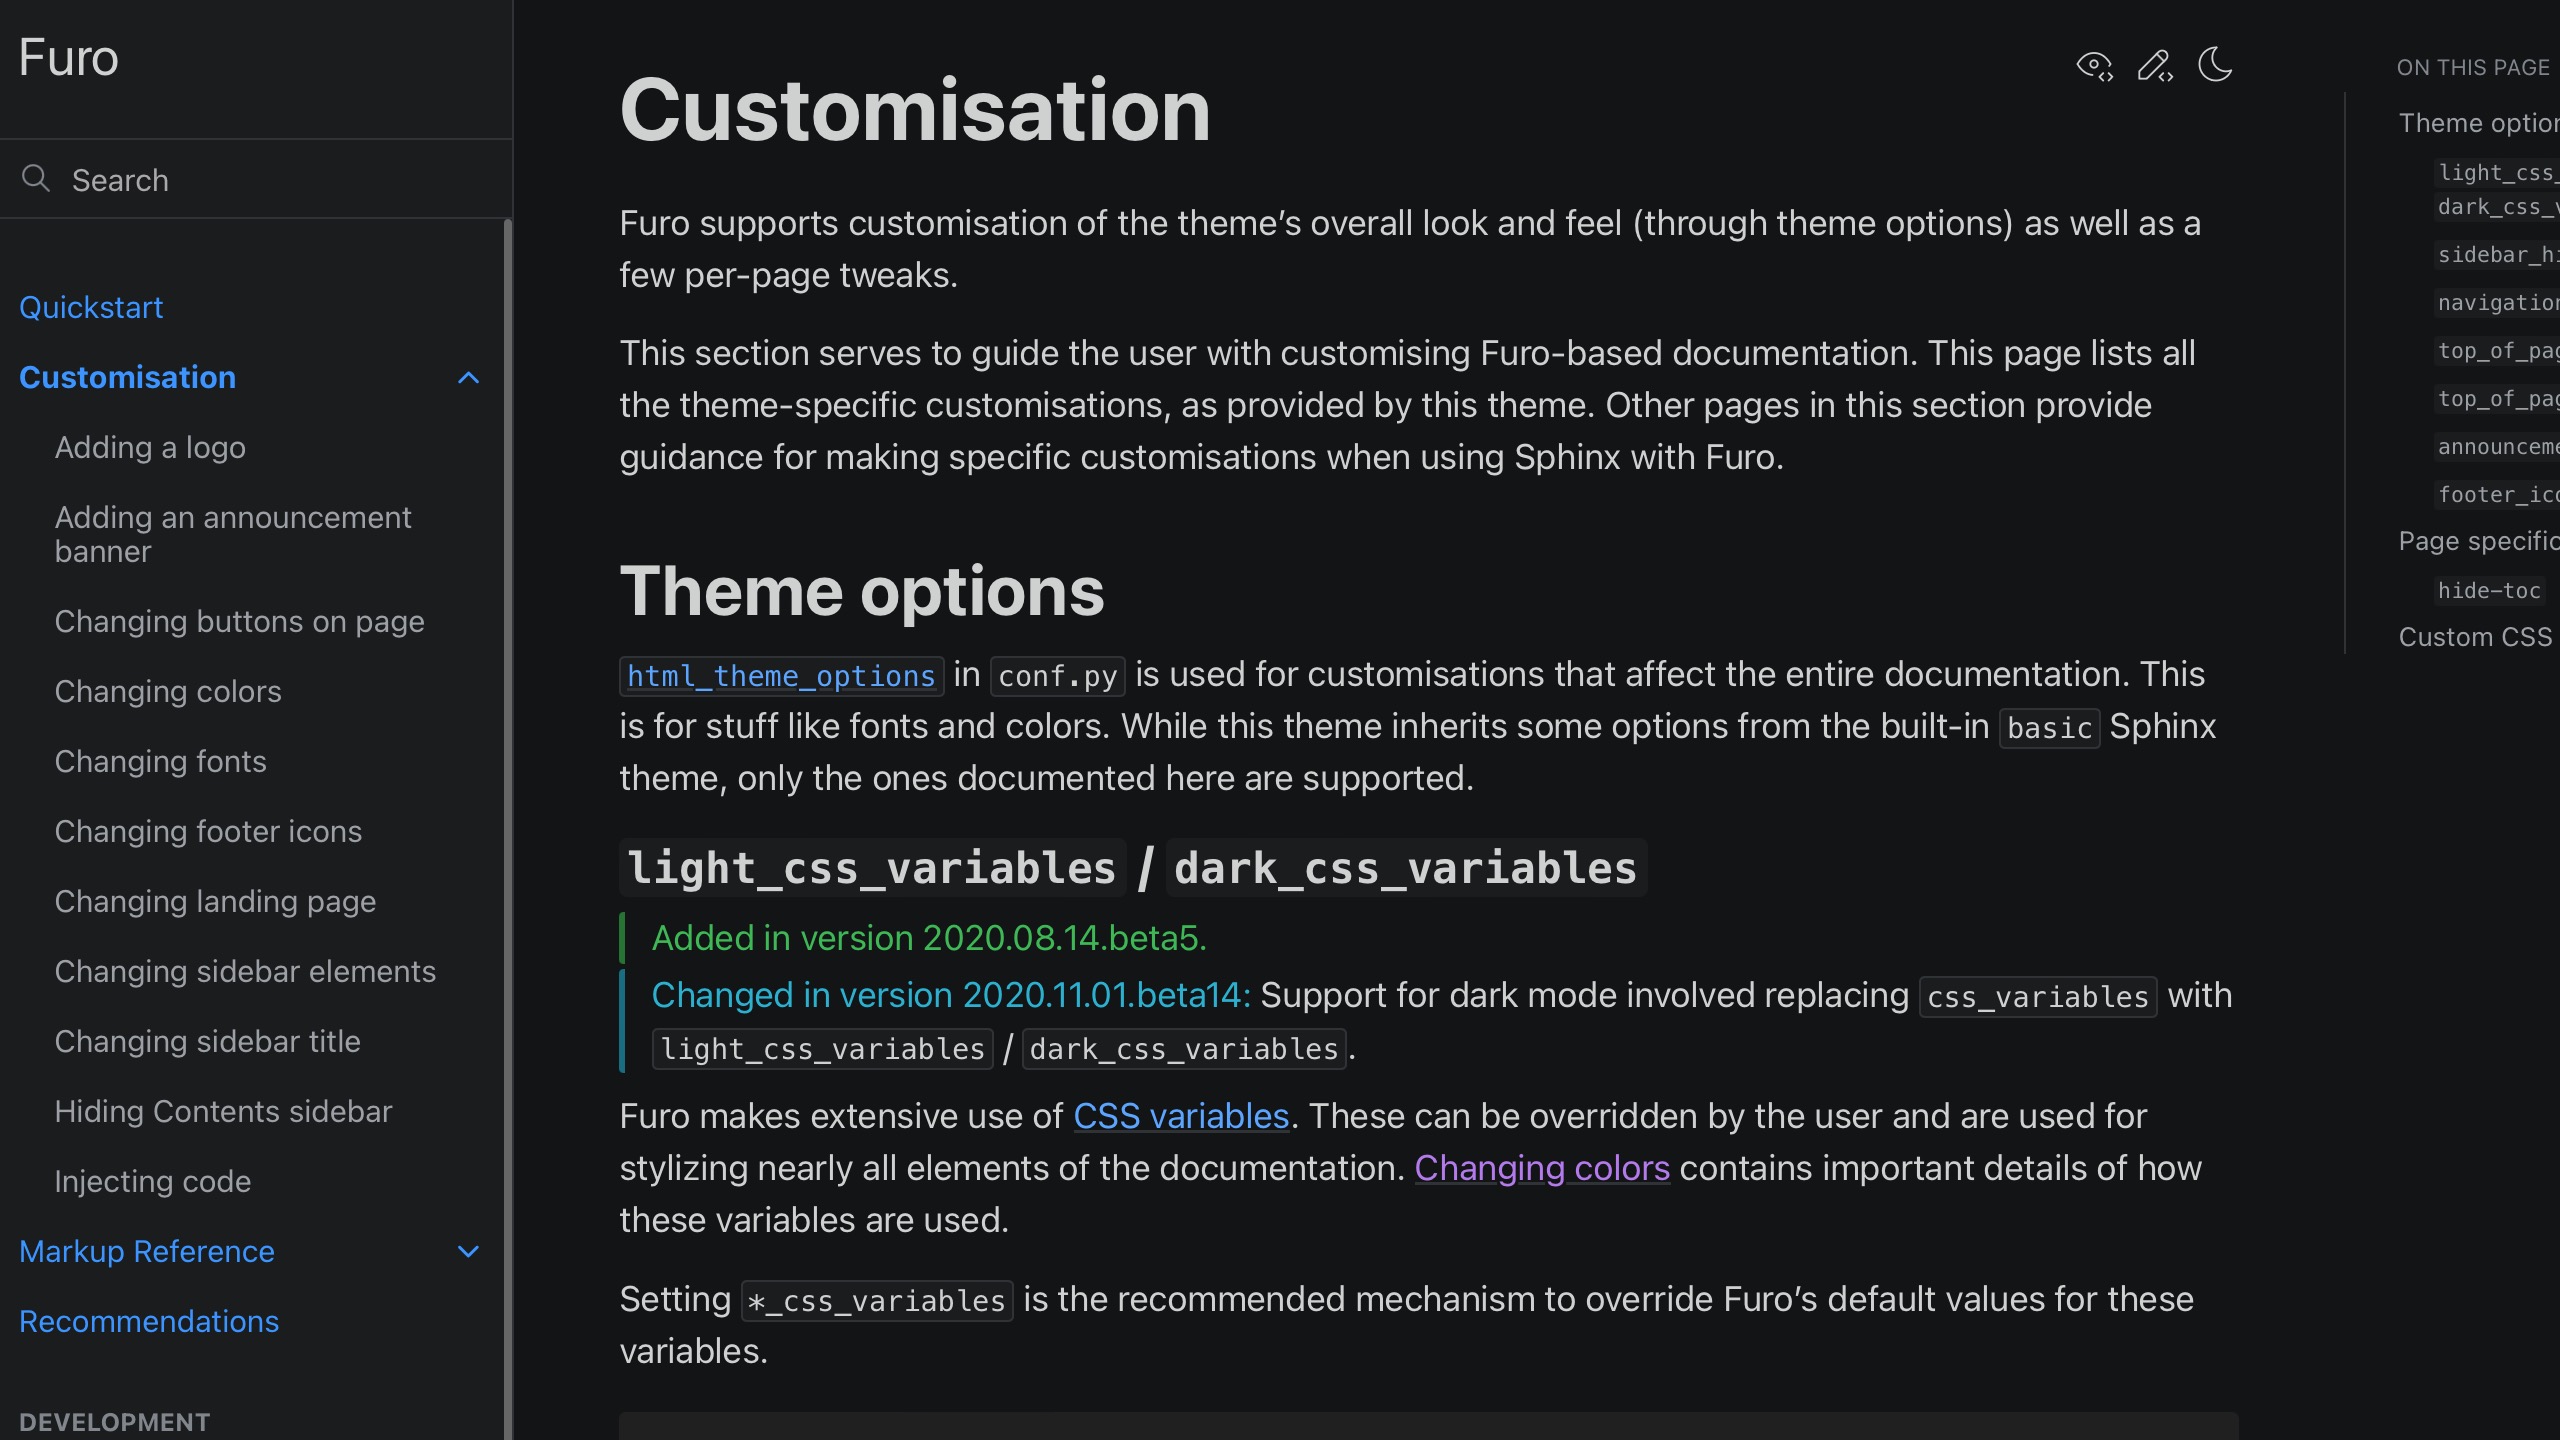 Furo
Search
Quickstart
Customisation
Adding a logo
Adding an announcement
banner
Changing buttons on page
Changing colors
Changing fonts
Changing footer icons
Changing landing page
Changing sidebar elements
Changing sidebar title
Hiding Contents sidebar
Injecting code
Markup Reference
Recommendations
DEVELOPMENT
Customisation
Furo supports customisation of the theme’s overall look and feel (through theme options) as well as a
few per-page tweaks.
This section serves to guide the user with customising Furo-based documentation. This page lists all
the theme-specific customisations, as provided by this theme. Other pages in this section provide
guidance for making specific customisations when using Sphinx with Furo.
Theme options
html_theme_options in conf.py is used for customisations that affect the entire documentation. This
is for stuff like fonts and colors. While this theme inherits some options from the built-in basic Sphinx
theme, only the ones documented here are supported.
light_css_variables / dark_css_variables
Added in version 2020.08.14.beta5.
Changed in version 2020.11.01.beta14: Support for dark mode involved replacing css_variables with
light_css_variables / dark_css_variables.
Furo makes extensive use of CSS variables. These can be overridden by the user and are used for
stylizing nearly all elements of the documentation. Changing colors contains important details of how
these variables are used.
Setting *_css_variables is the recommended mechanism to override Furo’s default values for these
variables.
ON THIS PAGE
Theme option
light_css_
dark_css_v
sidebar_hi
navigation
top_of_pag
top_of_pag
announceme
footer_ico
Page specific
hide-toc
Custom CSS